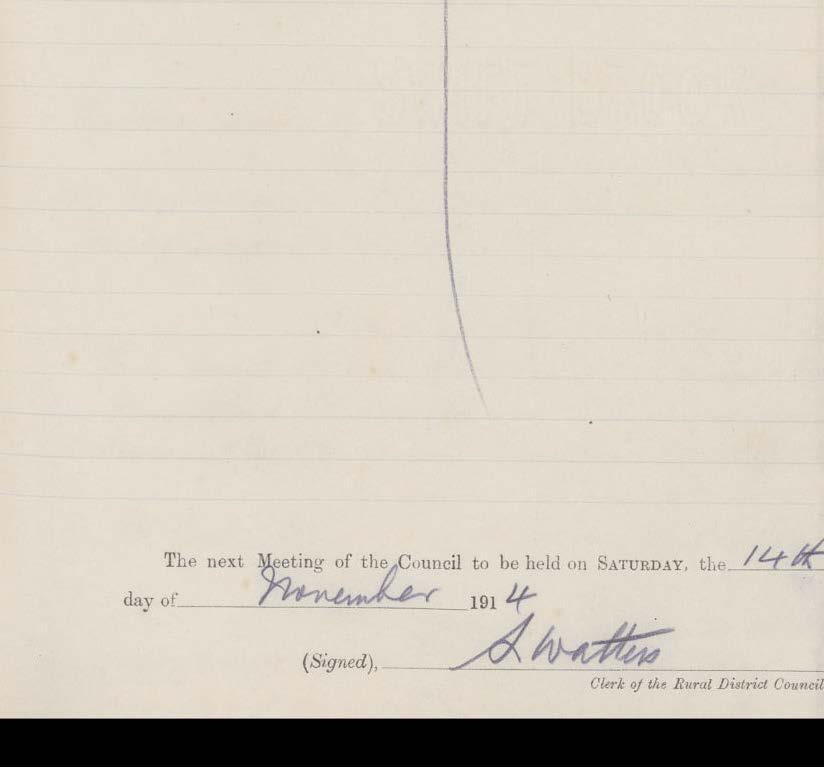 The next Meeting of the Council to be held on SATURDAY, the 14th
day of November 1914
(Signed), S Watters
Clerk of the Rural District Council